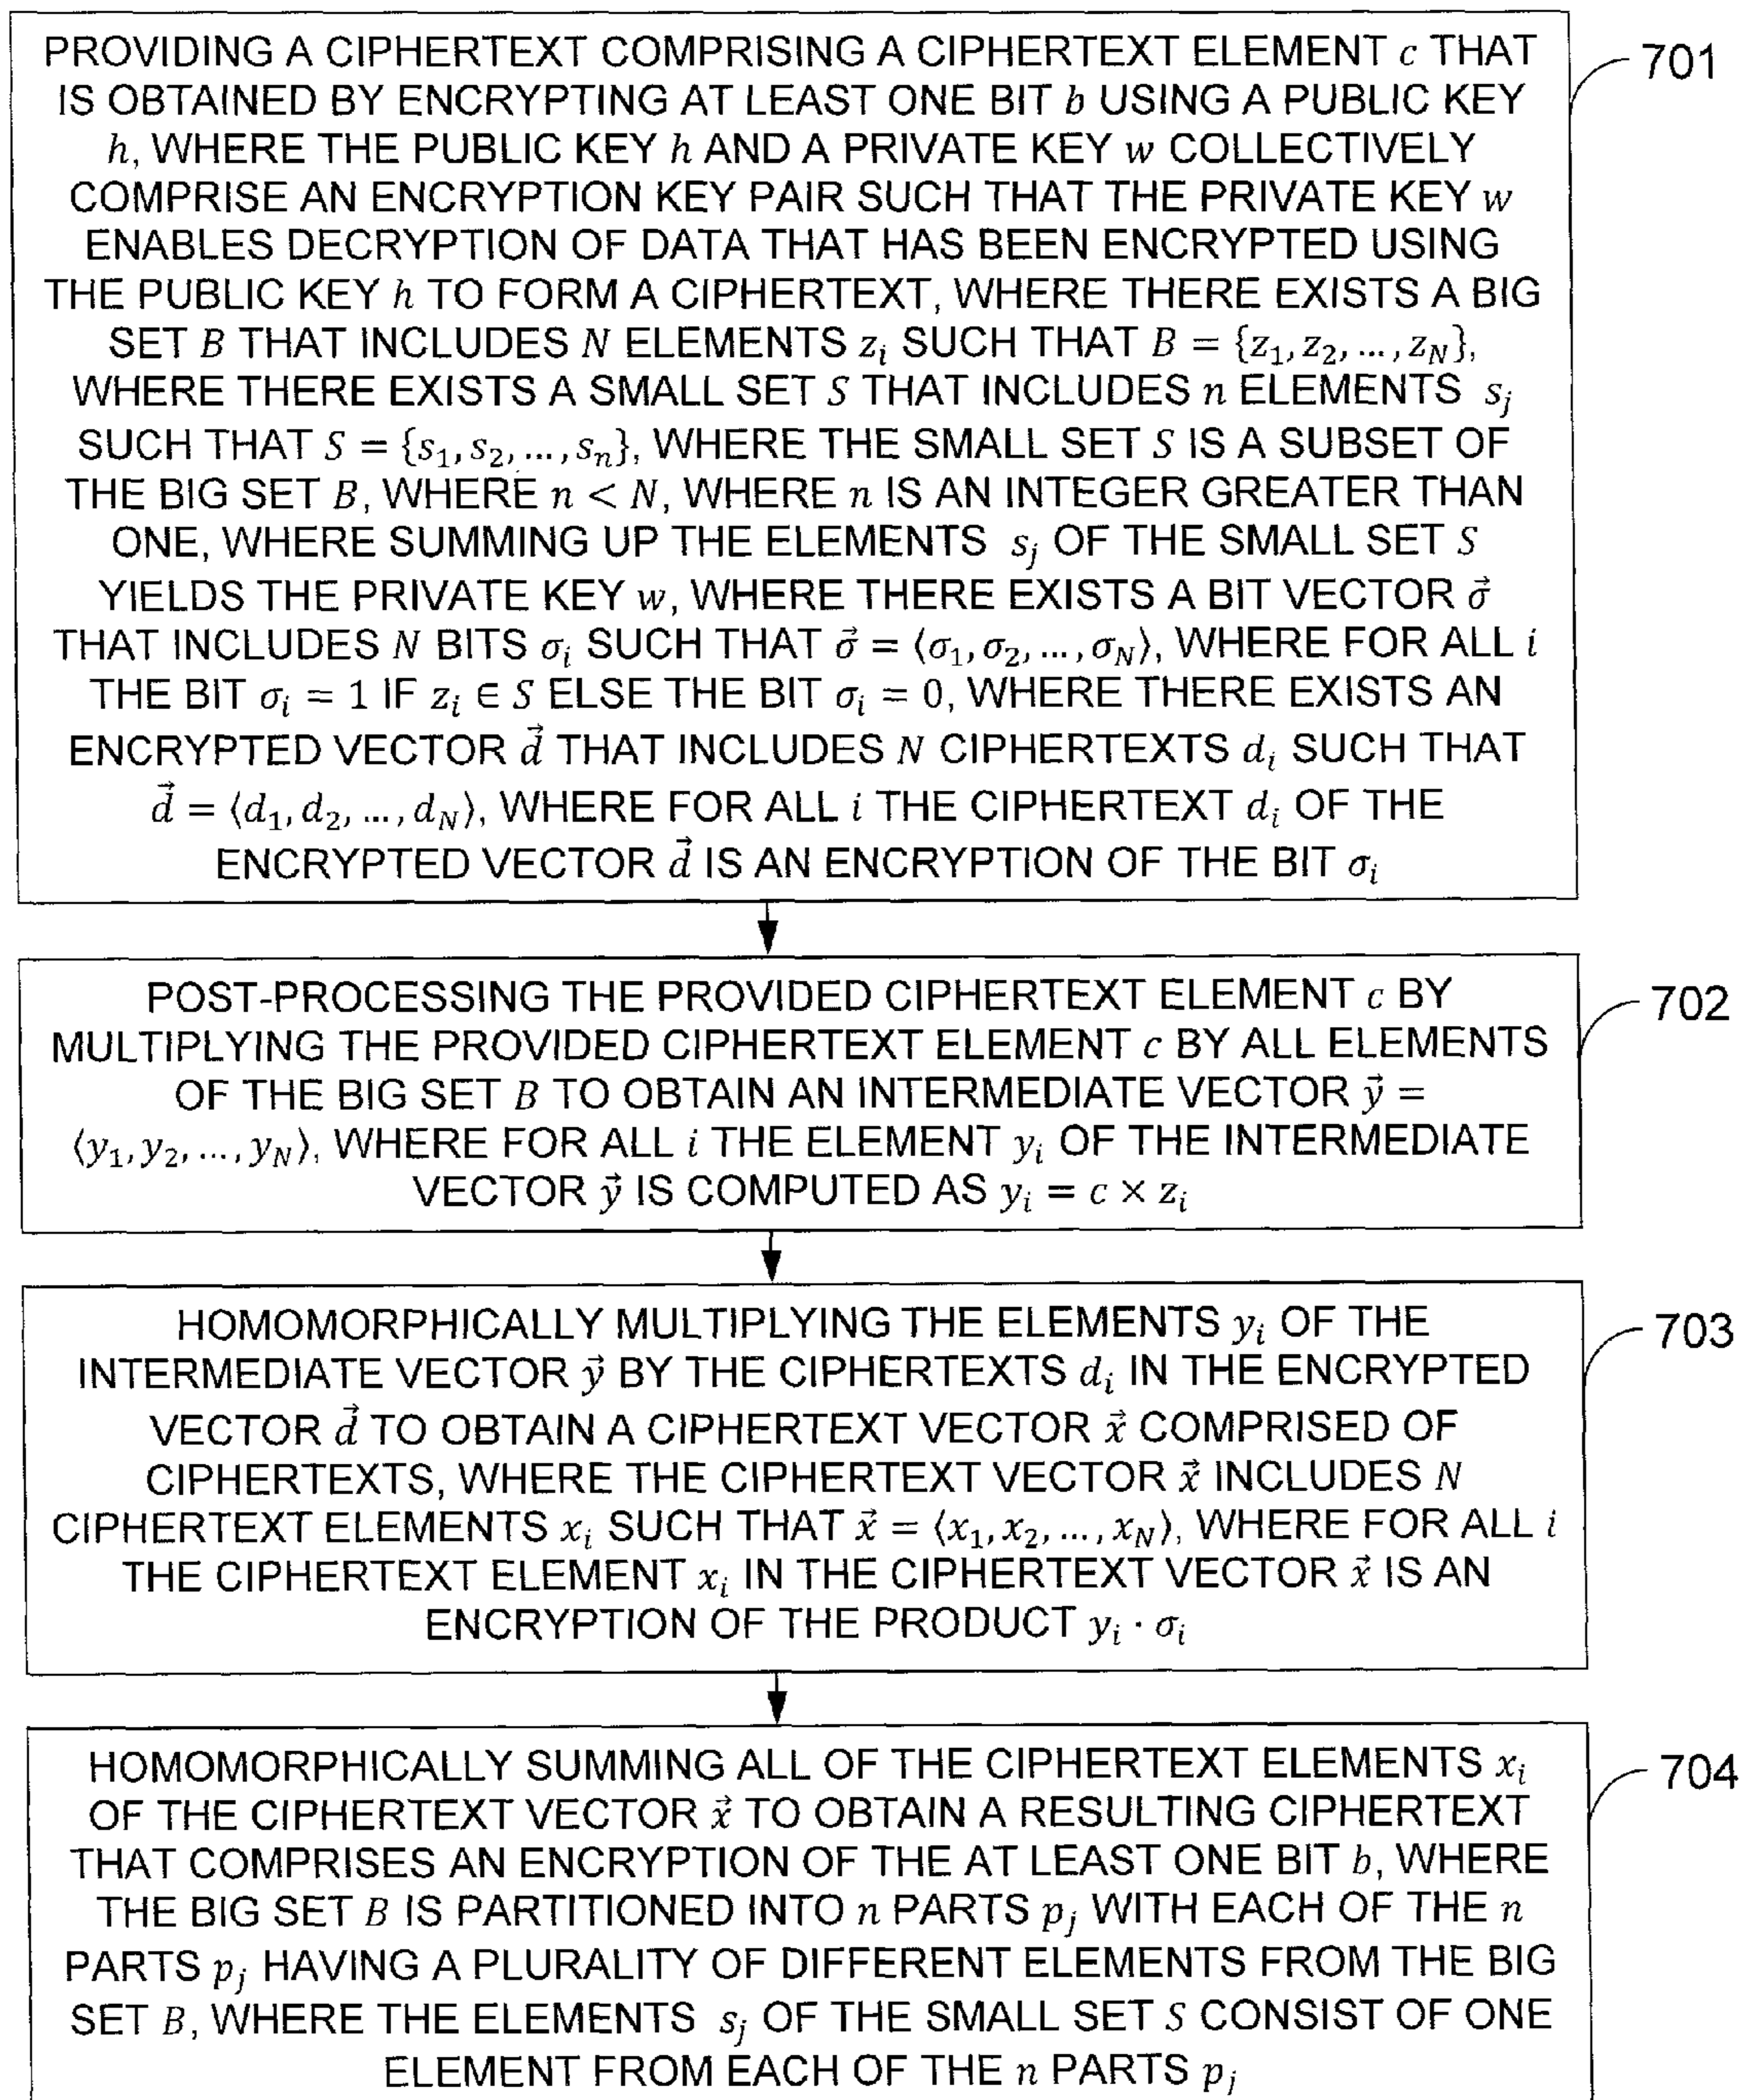 PROVIDING A CIPHERTEXT COMPRISING A CIPHERTEXT ELEMENT c THAT
IS OBTAINED BY ENCRYPTING AT LEAST ONE BIT b USING A PUBLIC KEY
h, WHERE THE PUBLIC KEY h AND A PRIVATE KEY w COLLECTIVELY
COMPRISE AN ENCRYPTION KEY PAIR SUCH THAT THE PRIVATE KEY w
ENABLES DECRYPTION OF DATA THAT HAS BEEN ENCRYPTED USING
THE PUBLIC KEY h TO FORM A CIPHERTEXT, WHERE THERE EXISTS A BIG
SET B THAT INCLUDES N ELEMENTS z_i SUCH THAT B = {z_1, z_2, ..., z_N},
WHERE THERE EXISTS A SMALL SET S THAT INCLUDES n ELEMENTS s_j
SUCH THAT S = {s_1, s_2, ..., s_n}, WHERE THE SMALL SET S IS A SUBSET OF
THE BIG SET B, WHERE n < N, WHERE n IS AN INTEGER GREATER THAN
ONE, WHERE SUMMING UP THE ELEMENTS s_j OF THE SMALL SET S
YIELDS THE PRIVATE KEY w, WHERE THERE EXISTS A BIT VECTOR σ⃗
THAT INCLUDES N BITS σ_i SUCH THAT σ⃗ = ⟨σ_1, σ_2, ..., σ_N⟩, WHERE FOR ALL i
THE BIT σ_i = 1 IF z_i ∈ S ELSE THE BIT σ_i = 0, WHERE THERE EXISTS AN
ENCRYPTED VECTOR d⃗ THAT INCLUDES N CIPHERTEXTS d_i SUCH THAT
d⃗ = ⟨d_1, d_2, ..., d_N⟩, WHERE FOR ALL i THE CIPHERTEXT d_i OF THE
ENCRYPTED VECTOR d⃗ IS AN ENCRYPTION OF THE BIT σ_i
701
POST-PROCESSING THE PROVIDED CIPHERTEXT ELEMENT c BY
MULTIPLYING THE PROVIDED CIPHERTEXT ELEMENT c BY ALL ELEMENTS
OF THE BIG SET B TO OBTAIN AN INTERMEDIATE VECTOR y⃗ =
⟨y_1, y_2, ..., y_N⟩, WHERE FOR ALL i THE ELEMENT y_i OF THE INTERMEDIATE
VECTOR y⃗ IS COMPUTED AS y_i = c × z_i
702
HOMOMORPHICALLY MULTIPLYING THE ELEMENTS y_i OF THE
INTERMEDIATE VECTOR y⃗ BY THE CIPHERTEXTS d_i IN THE ENCRYPTED
VECTOR d⃗ TO OBTAIN A CIPHERTEXT VECTOR x⃗ COMPRISED OF
CIPHERTEXTS, WHERE THE CIPHERTEXT VECTOR x⃗ INCLUDES N
CIPHERTEXT ELEMENTS x_i SUCH THAT x⃗ = ⟨x_1, x_2, ..., x_N⟩, WHERE FOR ALL i
THE CIPHERTEXT ELEMENT x_i IN THE CIPHERTEXT VECTOR x⃗ IS AN
ENCRYPTION OF THE PRODUCT y_i · σ_i
703
HOMOMORPHICALLY SUMMING ALL OF THE CIPHERTEXT ELEMENTS x_i
OF THE CIPHERTEXT VECTOR x⃗ TO OBTAIN A RESULTING CIPHERTEXT
THAT COMPRISES AN ENCRYPTION OF THE AT LEAST ONE BIT b, WHERE
THE BIG SET B IS PARTITIONED INTO n PARTS p_j WITH EACH OF THE n
PARTS p_j HAVING A PLURALITY OF DIFFERENT ELEMENTS FROM THE BIG
SET B, WHERE THE ELEMENTS s_j OF THE SMALL SET S CONSIST OF ONE
ELEMENT FROM EACH OF THE n PARTS p_j
704